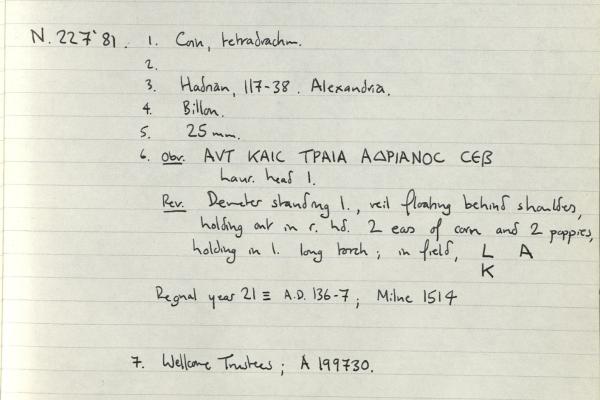 N. 227'81. 1. Coin, tetradrachm.
2.
3. Hadrian, 117-38. Alexandria.
4. Billon.
5. 25 mm.
6. Obv. ΑVΤ ΚΑΙС ΤΡΑΙΑ ΑΔΡΙΑΝΟС СЄΒ
laur. head l.
Rev. Demeter standing l., veil floating behind shoulders,
holding out in r. hd. 2 ears of corn and 2 poppies,
holding in l. long torch; in field, L A
K
Regnal year 21 ≡ A.D. 136-7; Milne 1514
7. Wellcome Trustees; A 199730.